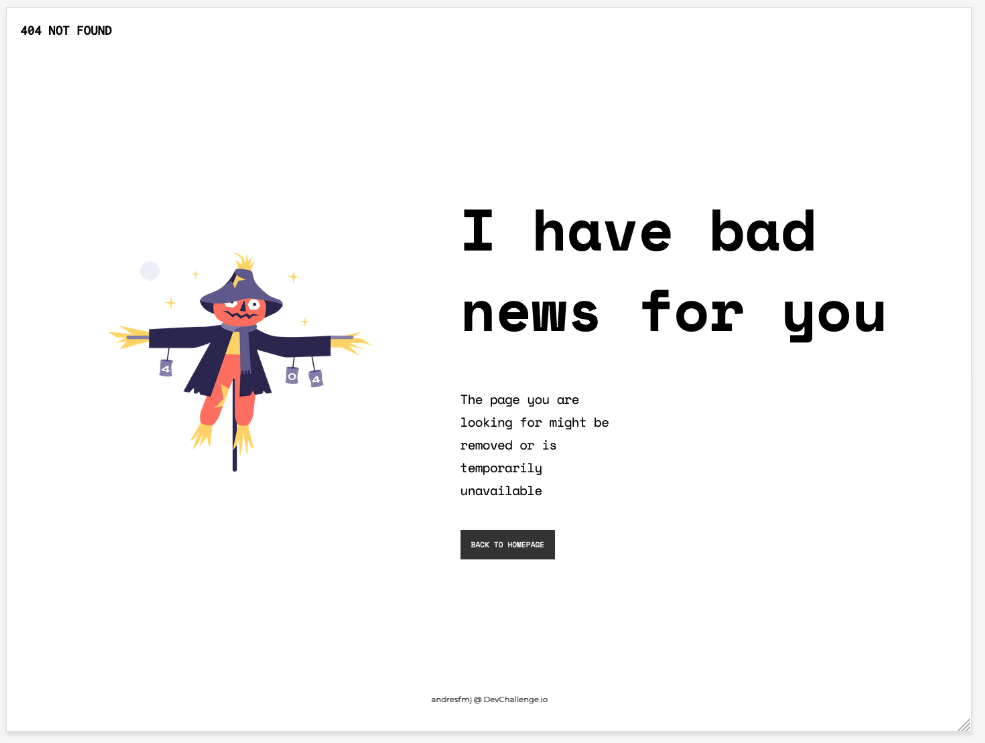 404 NOT FOUND
I have bad
news for you
4
0
4
The page you are
looking for might be
removed or is
temporarily
unavailable
BACK TO HOMEPAGE
andresfmj @ DevChallenge.io